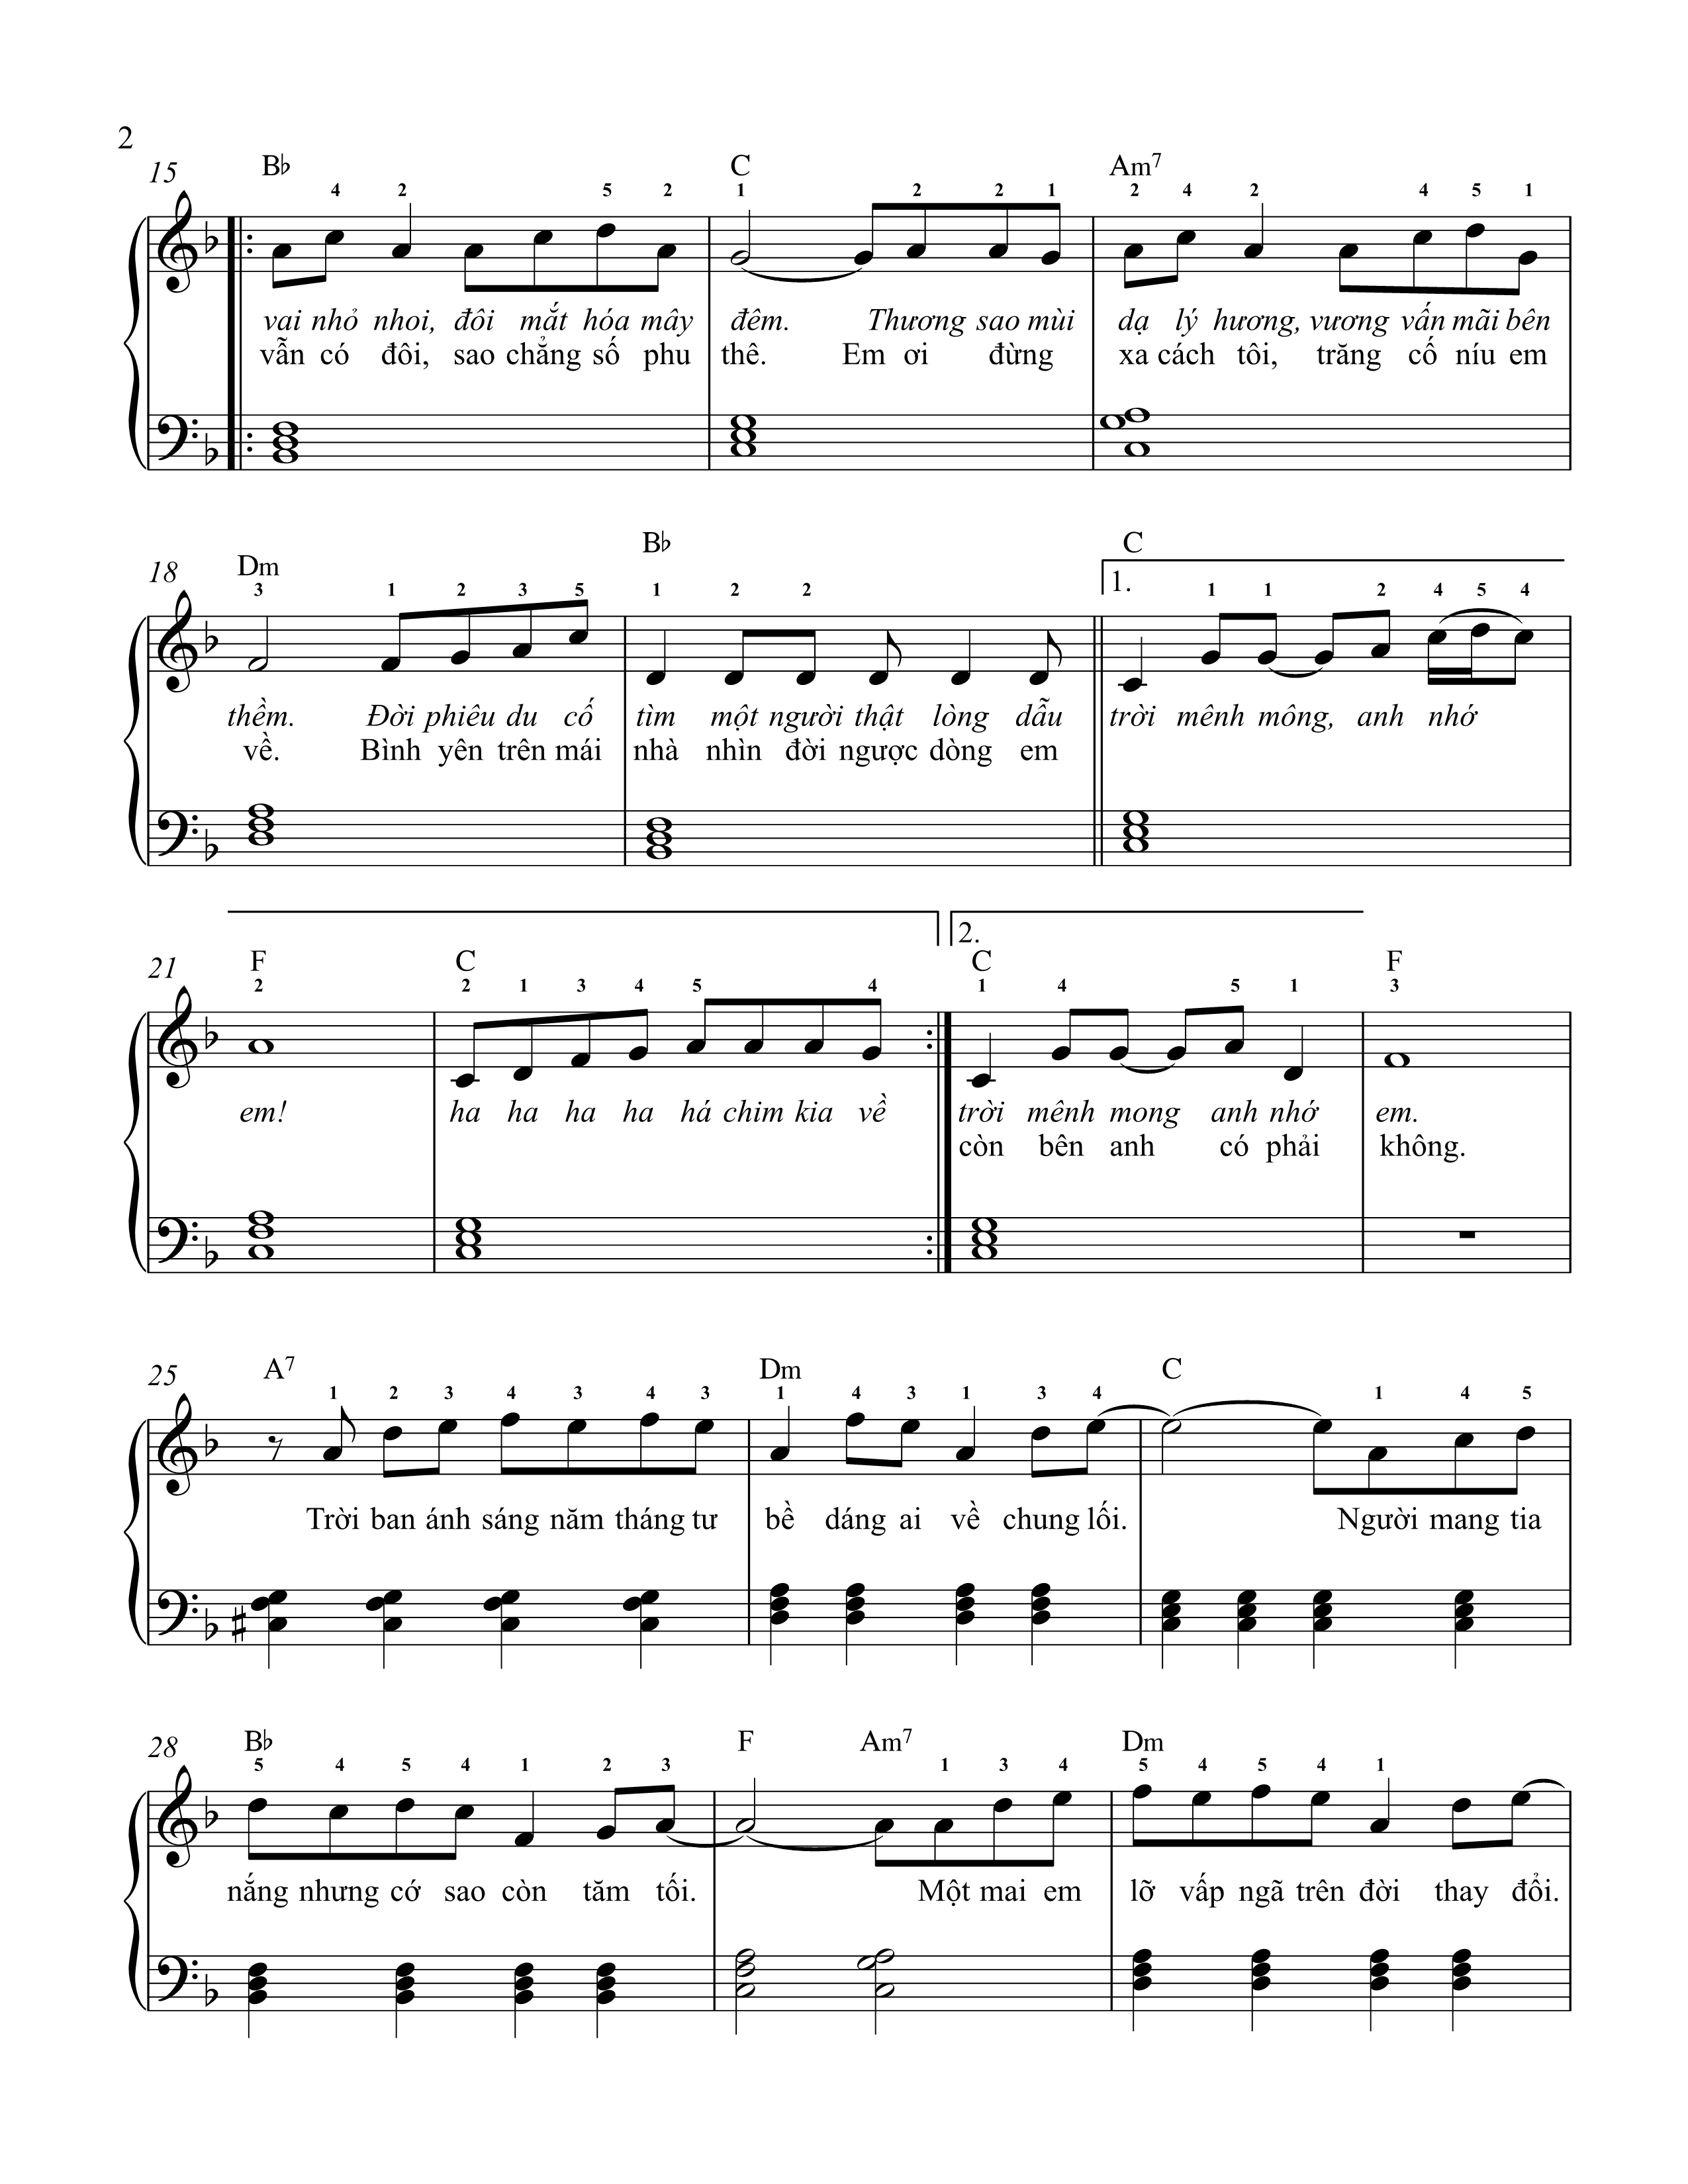 2
15 B♭ C Am7
4 2 5 2 1 2 2 1 2 4 2 4 5 1
vai nhỏ nhoi, đôi mắt hóa mây đêm. Thương sao mùi dạ lý hương, vương vấn mãi bên
vẫn có đôi, sao chẳng số phu thê. Em ơi đừng xa cách tôi, trăng cố níu em
B♭ C
18 Dm
1.
3 1 2 3 5 1 2 2 1 1 2 4 5 4
thềm. Đời phiêu du cố tìm một người thật lòng dẫu trời mênh mông, anh nhớ
về. Bình yên trên mái nhà nhìn đời ngược dòng em
2.
21 F C C F
2 2 1 3 4 5 4 1 4 5 1 3
em! ha ha ha ha há chim kia về trời mênh mong anh nhớ em.
còn bên anh có phải không.
25 A7 Dm C
1 2 3 4 3 4 3 1 4 3 1 3 4 1 4 5
Trời ban ánh sáng năm tháng tư bề dáng ai về chung lối. Người mang tia
28 B♭ F Am7 Dm
5 4 5 4 1 2 3 1 3 4 5 4 5 4 1
nắng nhưng cớ sao còn tăm tối. Một mai em lỡ vấp ngã trên đời thay đổi.